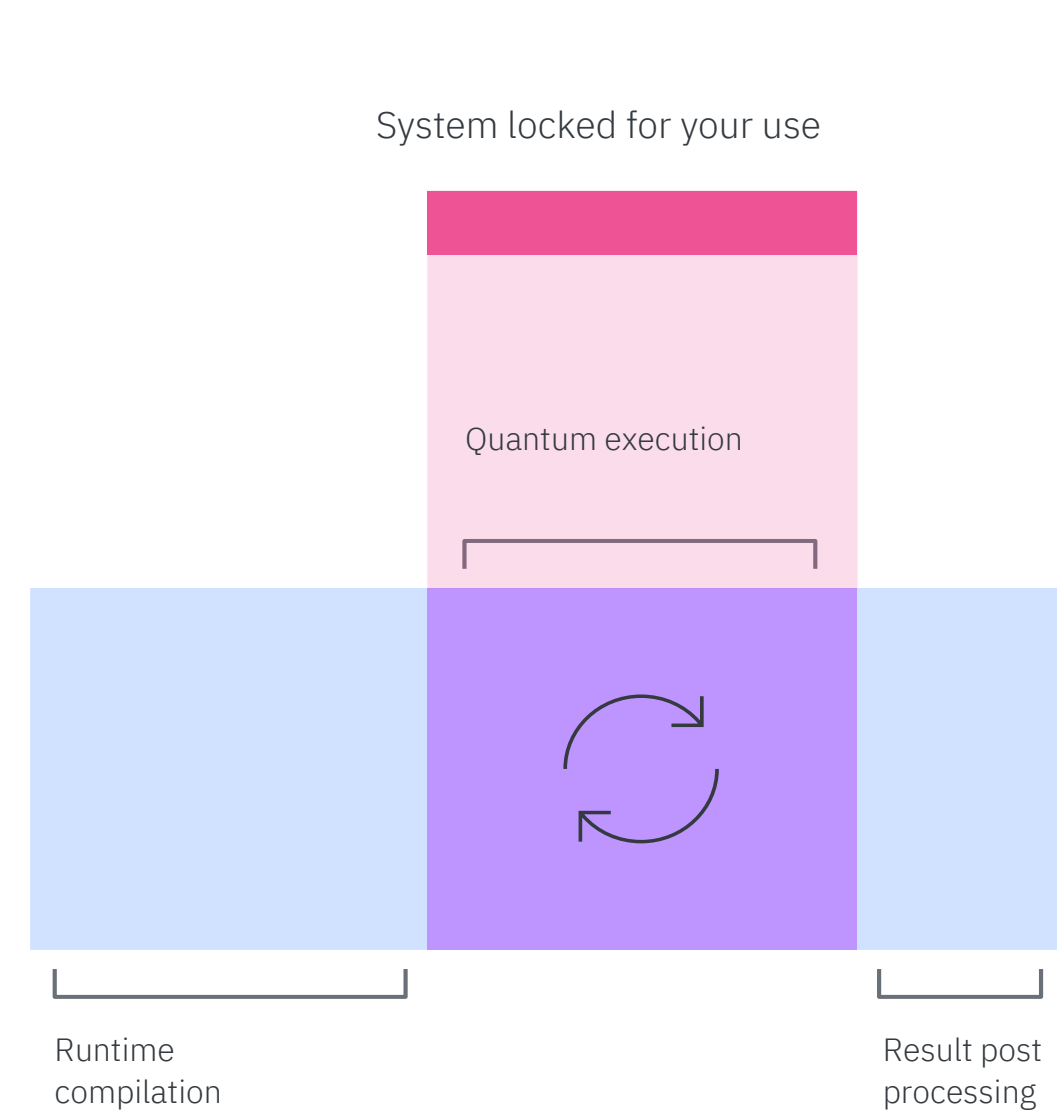 System locked for your use
Quantum execution
Runtime
compilation
Result post
processing